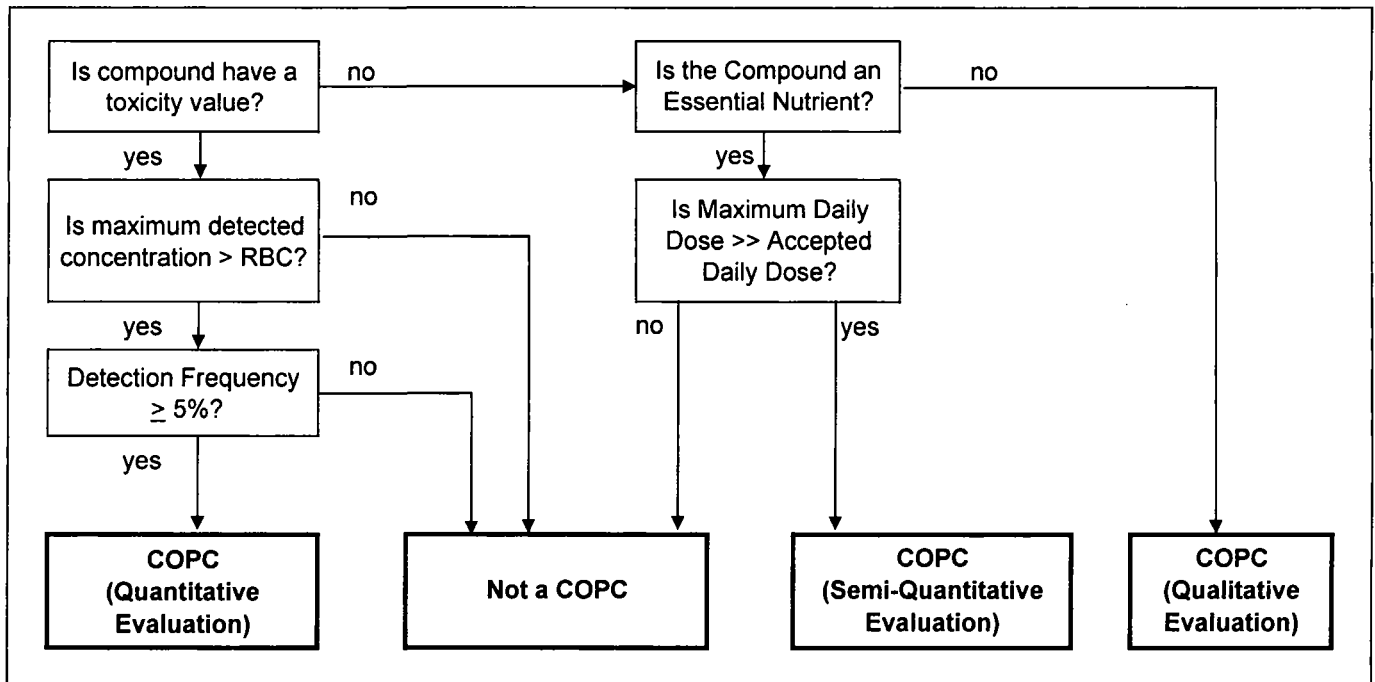 Is compound have a
toxicity value?
no
Is the Compound an
Essential Nutrient?
no
yes
yes
Is maximum detected
concentration > RBC?
no
Is Maximum Daily
Dose >> Accepted
Daily Dose?
yes
no
yes
Detection Frequency
≥ 5%?
no
yes
COPC
(Quantitative
Evaluation)
Not a COPC
COPC
(Semi-Quantitative
Evaluation)
COPC
(Qualitative
Evaluation)